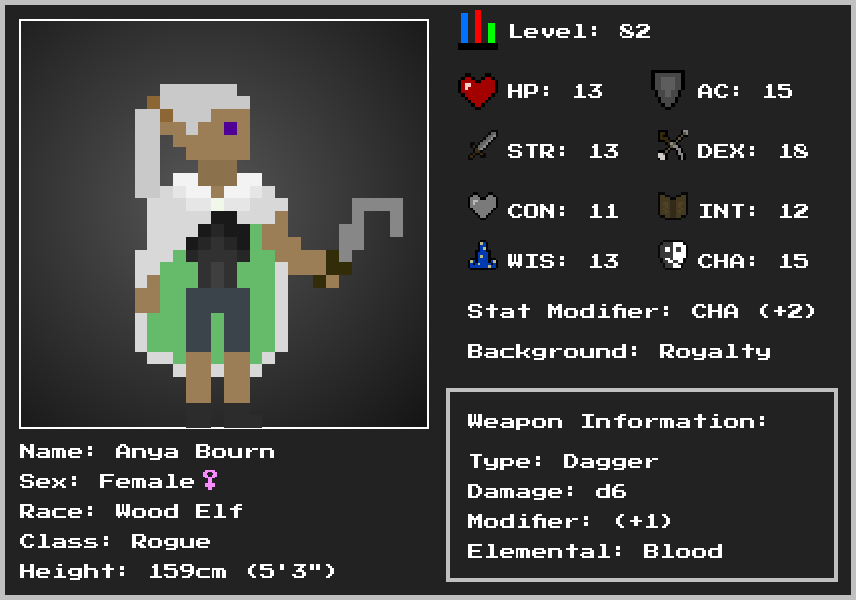 Level: 82
HP: 13 AC: 15
STR: 13 DEX: 18
CON: 11 INT: 12
WIS: 13 CHA: 15
Stat Modifier: CHA (+2)
Background: Royalty
Weapon Information:
Type: Dagger
Damage: d6
Modifier: (+1)
Elemental: Blood
Name: Anya Bourn
Sex: Female♀
Race: Wood Elf
Class: Rogue
Height: 159cm (5'3")